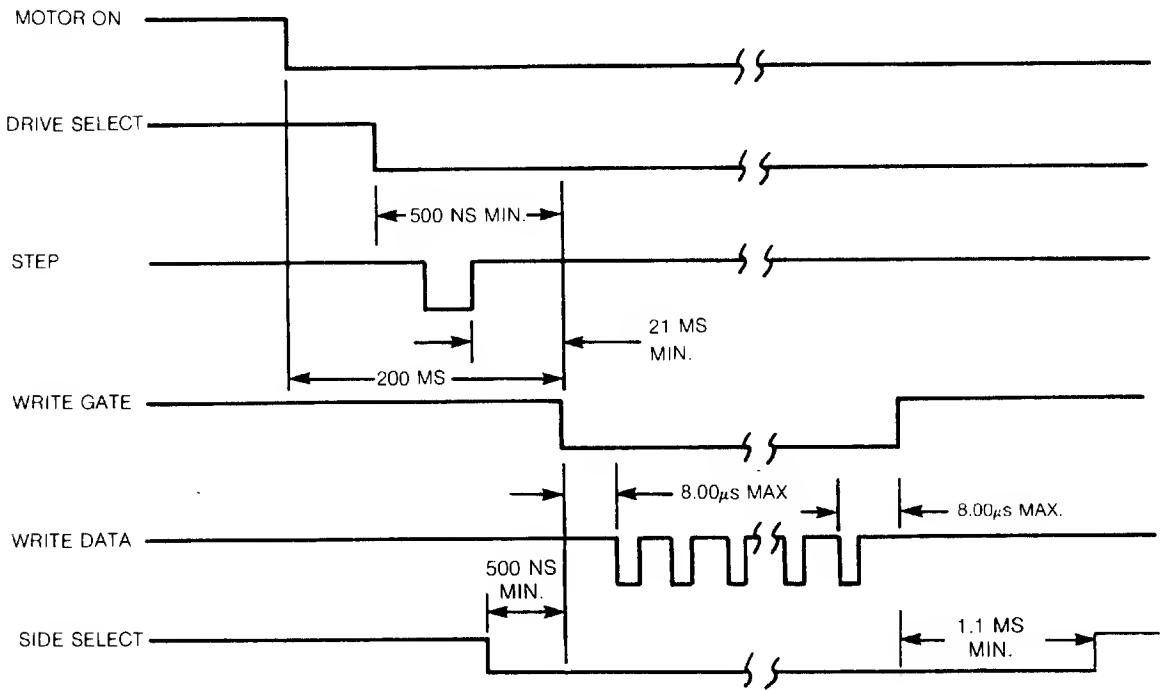 MOTOR ON
DRIVE SELECT
500 NS MIN.
STEP
21 MS
MIN.
200 MS
WRITE GATE
8.00µs MAX
8.00µs MAX.
WRITE DATA
500 NS
MIN.
SIDE SELECT
1.1 MS
MIN.